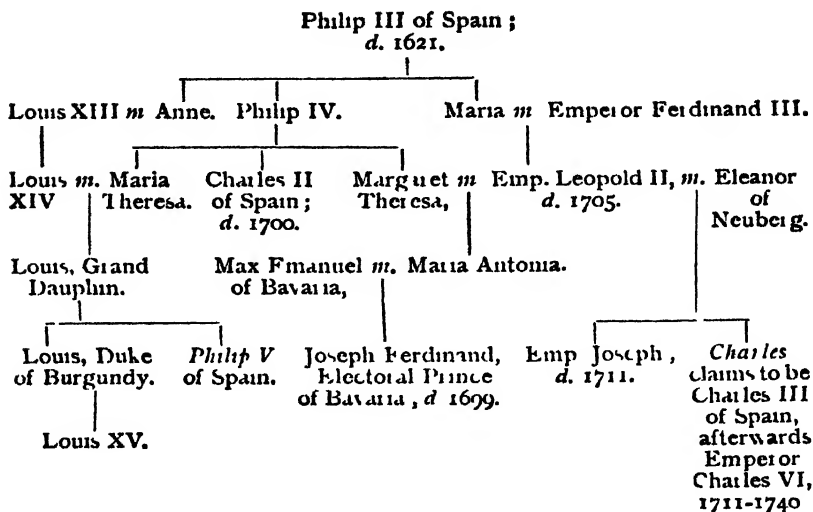 Philip III of Spain ;
d. 1621.
Louis XIII m Anne. Philip IV. Maria m Emperor Ferdinand III.
Louis m. Maria Charles II Marguet m Emp. Leopold II, m. Eleanor
XIV Theresa. of Spain ; Theresa, d. 1705. of
d. 1700. Neuberg.
Louis, Grand Max Emanuel m. Maria Antonia.
Dauphin. of Bavaria,
Louis, Duke Philip V Joseph Ferdinand, Emp Joseph , Charles
of Burgundy. of Spain. Electoral Prince d. 1711. claims to be
of Bavaria , d 1699. Charles III
Louis XV. of Spain,
afterwards
Emperor
Charles VI,
1711-1740